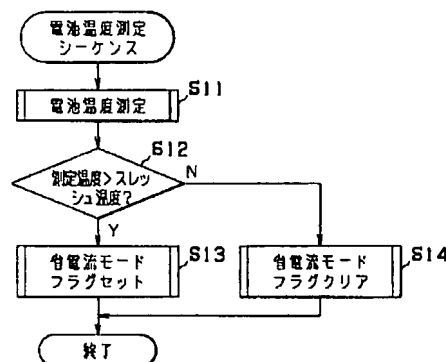 電池温度測定
シーケンス
電池温度測定
S11
測定温度>スレッ
シュ温度?
S12
N
Y
省電流モード
フラグセット
S13
省電流モード
フラグクリア
S14
終了